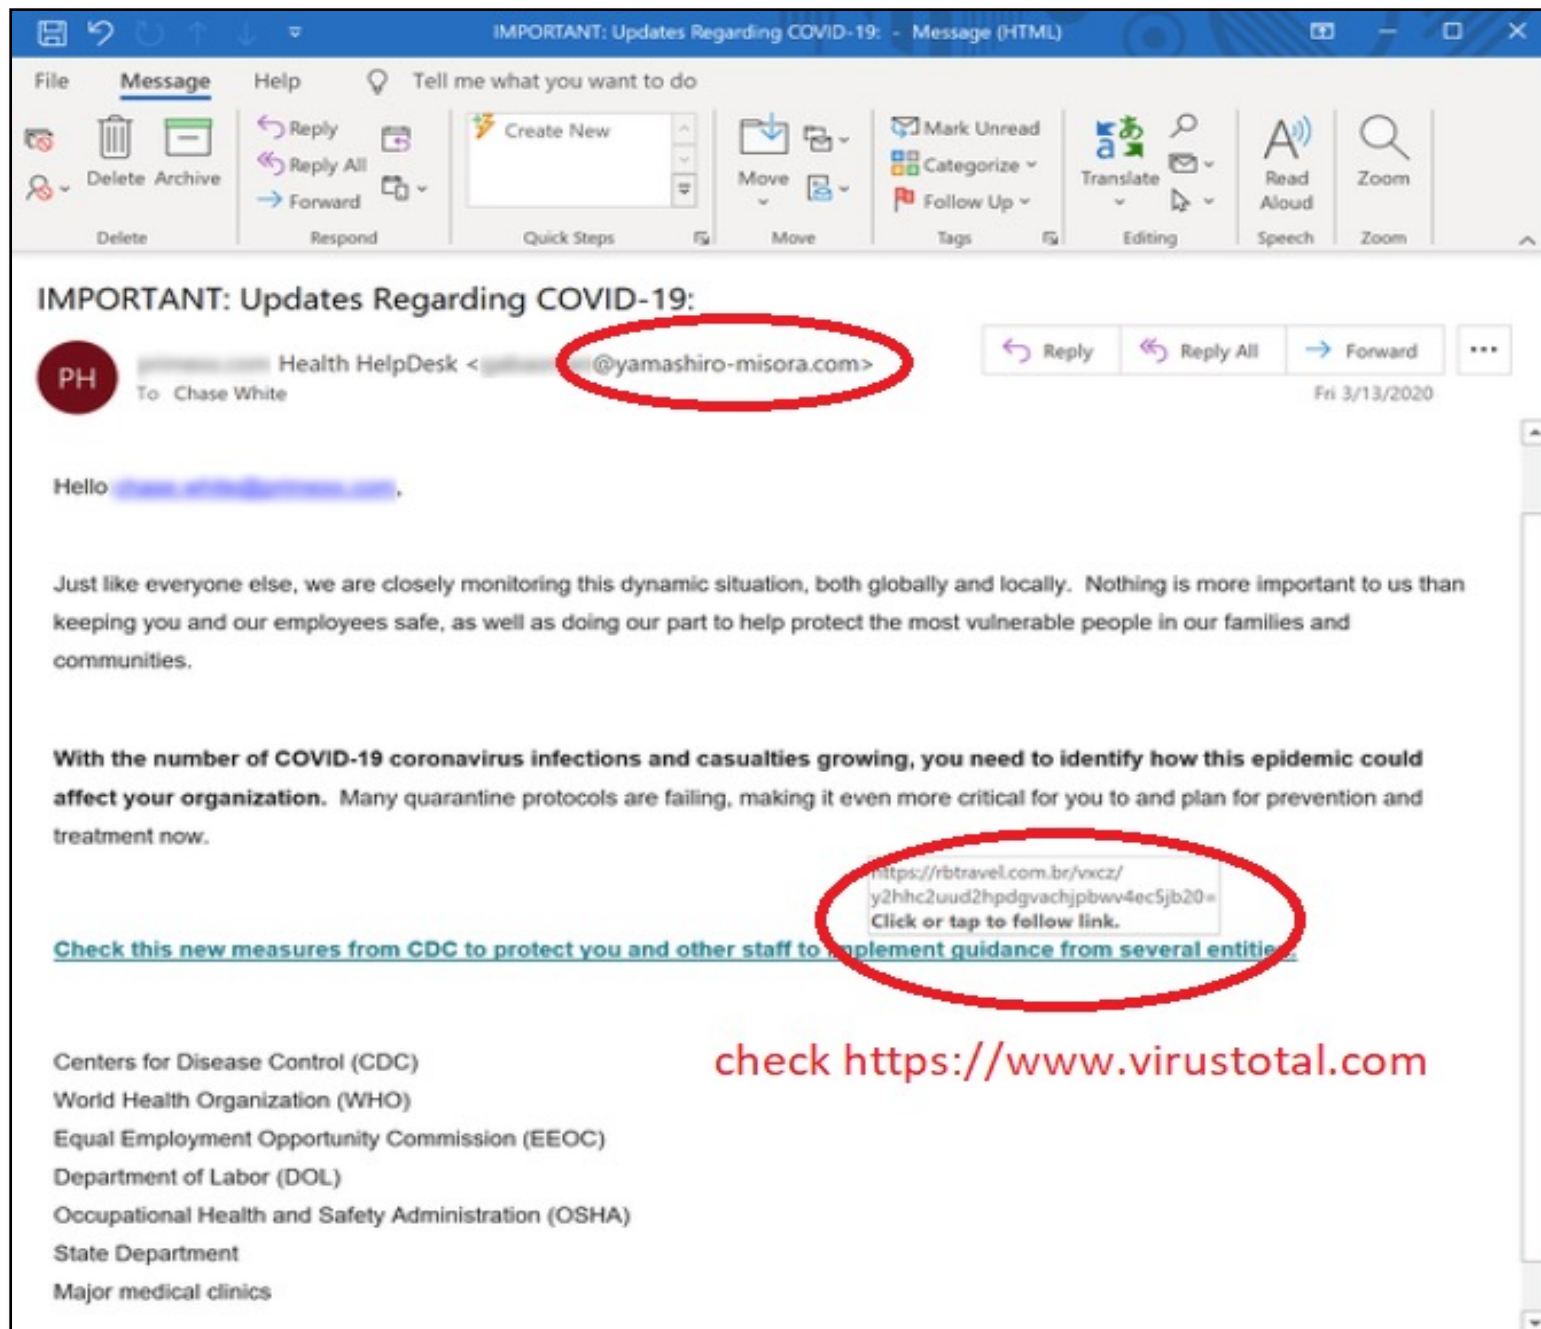 IMPORTANT: Updates Regarding COVID-19: - Message (HTML)
File Message Help Tell me what you want to do
Delete Archive
Reply
Reply All
Forward
Create New
Move
Mark Unread
Categorize
Follow Up
Translate
Read Aloud
Zoom
Delete Respond Quick Steps Move Tags Editing Speech Zoom
IMPORTANT: Updates Regarding COVID-19:
PH
Health HelpDesk < @yamashiro-misora.com>
To Chase White
Reply Reply All Forward
Fri 3/13/2020
Hello ,
Just like everyone else, we are closely monitoring this dynamic situation, both globally and locally. Nothing is more important to us than
keeping you and our employees safe, as well as doing our part to help protect the most vulnerable people in our families and
communities.
With the number of COVID-19 coronavirus infections and casualties growing, you need to identify how this epidemic could
affect your organization. Many quarantine protocols are failing, making it even more critical for you to and plan for prevention and
treatment now.
https://rbtravel.com.br/vxcz/
y2hhc2uud2hpdgvachjpbwv4ec5jb20=
Click or tap to follow link.
Check this new measures from CDC to protect you and other staff to implement guidance from several entities.
check https://www.virustotal.com
Centers for Disease Control (CDC)
World Health Organization (WHO)
Equal Employment Opportunity Commission (EEOC)
Department of Labor (DOL)
Occupational Health and Safety Administration (OSHA)
State Department
Major medical clinics